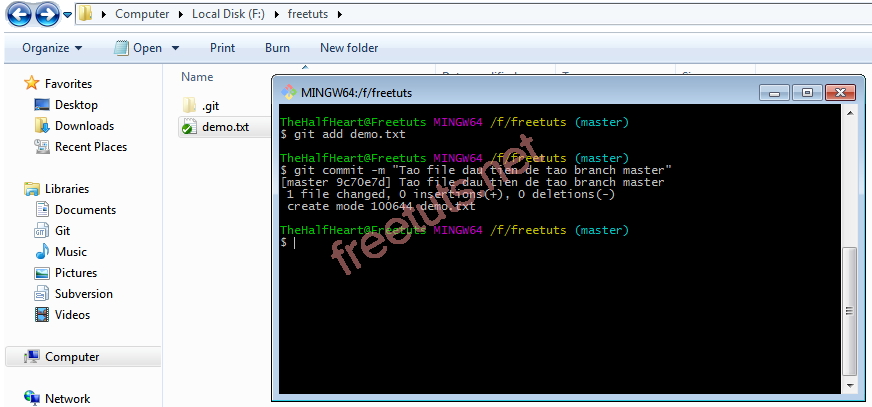 Computer Local Disk (F:) freetuts
Organize Open Print Burn New folder
Favorites
Desktop
Downloads
Recent Places
Libraries
Documents
Git
Music
Pictures
Subversion
Videos
Computer
Network
Name
.git
demo.txt
MINGW64:/f/freetuts
TheHalfHeart@Freetuts MINGW64 /f/freetuts (master)
$ git add demo.txt
TheHalfHeart@Freetuts MINGW64 /f/freetuts (master)
$ git commit -m "Tao file dau tien de tao branch master"
[master 9c70e7d] Tao file dau tien de tao branch master
1 file changed, 0 insertions(+), 0 deletions(-)
create mode 100644 demo.txt
TheHalfHeart@Freetuts MINGW64 /f/freetuts (master)
$
freetuts.net